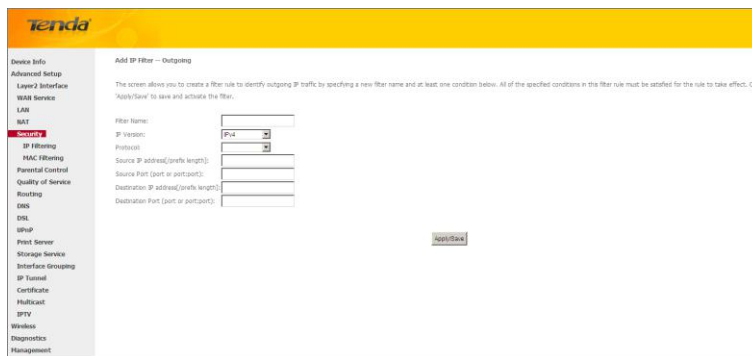 Tenda
Device Info
Advanced Setup
Layer2 Interface
WAN Service
LAN
NAT
Security
IP Filtering
MAC Filtering
Parental Control
Quality of Service
Routing
DNS
DSL
UPnP
Print Server
Storage Service
Interface Grouping
IP Tunnel
Certificate
Multicast
IPTV
Wireless
Diagnostics
Management
Add IP Filter -- Outgoing
The screen allows you to create a filter rule to identify outgoing IP traffic by specifying a new filter name and at least one condition below. All of the specified conditions in the filter rule must be satisfied for the rule to take effect. C
'Apply/Save' to save and activate the filter.
Filter Name:
IP Version: IPv4
Protocol:
Source IP address[/prefix length]:
Source Port (port or port:port):
Destination IP address[/prefix length]:
Destination Port (port or port:port):
Apply/Save